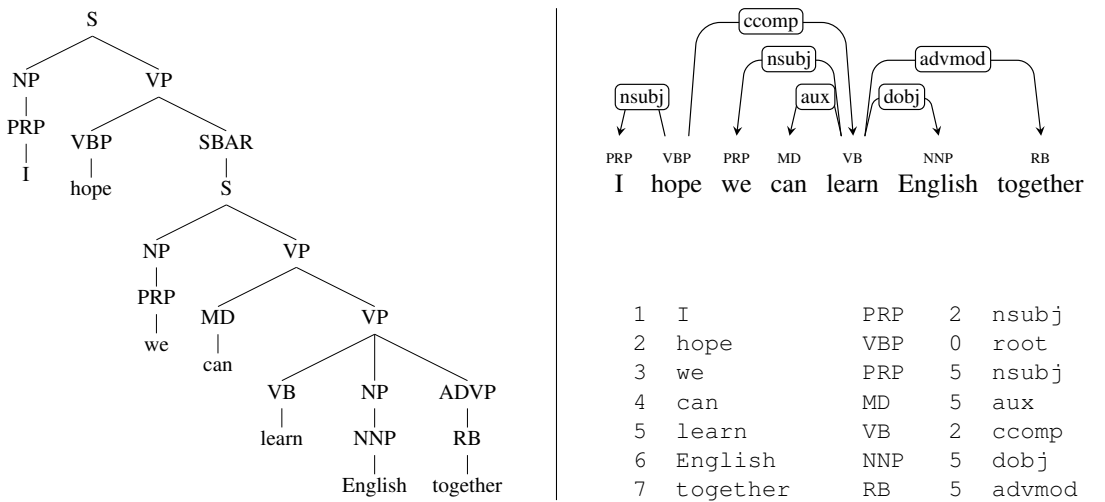 S
NP VP
PRP VBP SBAR
I hope S
NP VP
PRP MD VP
we can
VB NP ADVP
learn NNP RB
English together
ccomp
nsubj advmod
nsubj aux dobj
PRP VBP PRP MD VB NNP RB
I hope we can learn English together
1 I PRP 2 nsubj
2 hope VBP 0 root
3 we PRP 5 nsubj
4 can MD 5 aux
5 learn VB 2 ccomp
6 English NNP 5 dobj
7 together RB 5 advmod